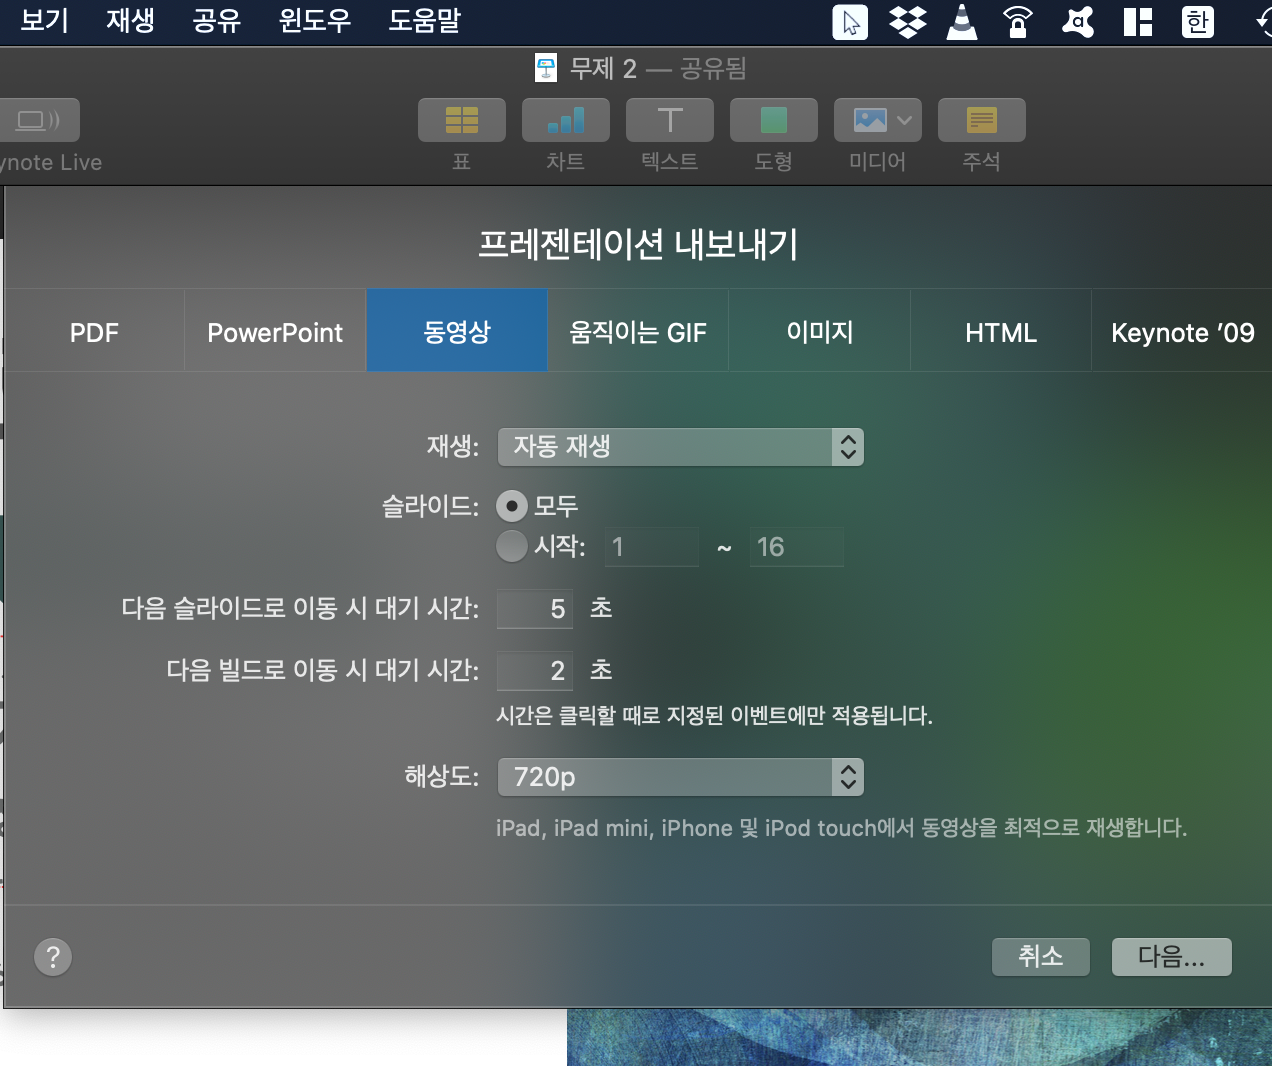 보기 재생 공유 윈도우 도움말 한
무제 2 — 공유됨
ynote Live 표 차트 텍스트 도형 미디어 주석
프레젠테이션 내보내기
PDF PowerPoint 동영상 움직이는 GIF 이미지 HTML Keynote ’09
재생: 자동 재생
슬라이드: 모두
시작: 1 ~ 16
다음 슬라이드로 이동 시 대기 시간: 5 초
다음 빌드로 이동 시 대기 시간: 2 초
시간은 클릭할 때로 지정된 이벤트에만 적용됩니다.
해상도: 720p
iPad, iPad mini, iPhone 및 iPod touch에서 동영상을 최적으로 재생합니다.
? 취소 다음...